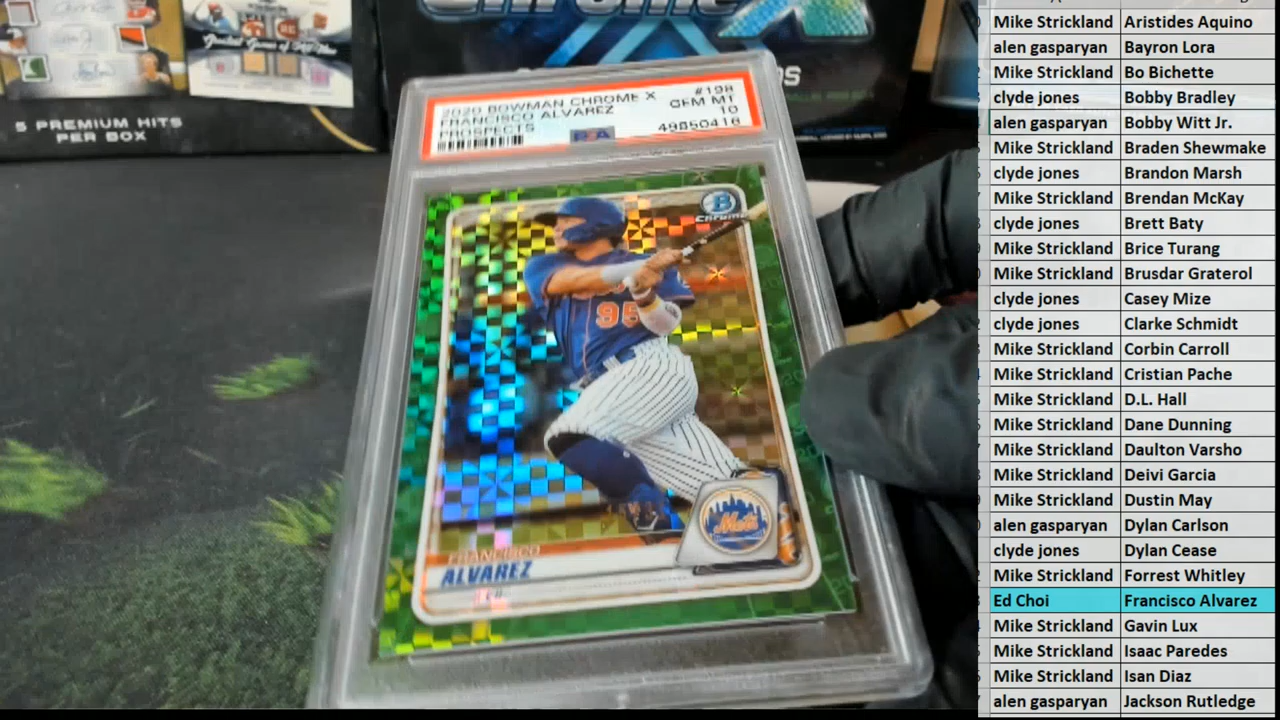 5 PREMIUM HITS
PER BOX
Chrome X
2020 BOWMAN CHROME X
#198
FRANCISCO ALVAREZ
GEM MT
PROSPECTS
10
PSA
49850418
B
Chrome
95
Mets
FRANCISCO
ALVAREZ
Mike Strickland Aristides Aquino
alen gasparyan Bayron Lora
Mike Strickland Bo Bichette
clyde jones Bobby Bradley
alen gasparyan Bobby Witt Jr.
Mike Strickland Braden Shewmake
clyde jones Brandon Marsh
Mike Strickland Brendan McKay
clyde jones Brett Baty
Mike Strickland Brice Turang
Mike Strickland Brusdar Graterol
clyde jones Casey Mize
clyde jones Clarke Schmidt
Mike Strickland Corbin Carroll
Mike Strickland Cristian Pache
Mike Strickland D.L. Hall
Mike Strickland Dane Dunning
Mike Strickland Daulton Varsho
Mike Strickland Deivi Garcia
Mike Strickland Dustin May
alen gasparyan Dylan Carlson
clyde jones Dylan Cease
Mike Strickland Forrest Whitley
Ed Choi Francisco Alvarez
Mike Strickland Gavin Lux
Mike Strickland Isaac Paredes
Mike Strickland Isan Diaz
alen gasparyan Jackson Rutledge